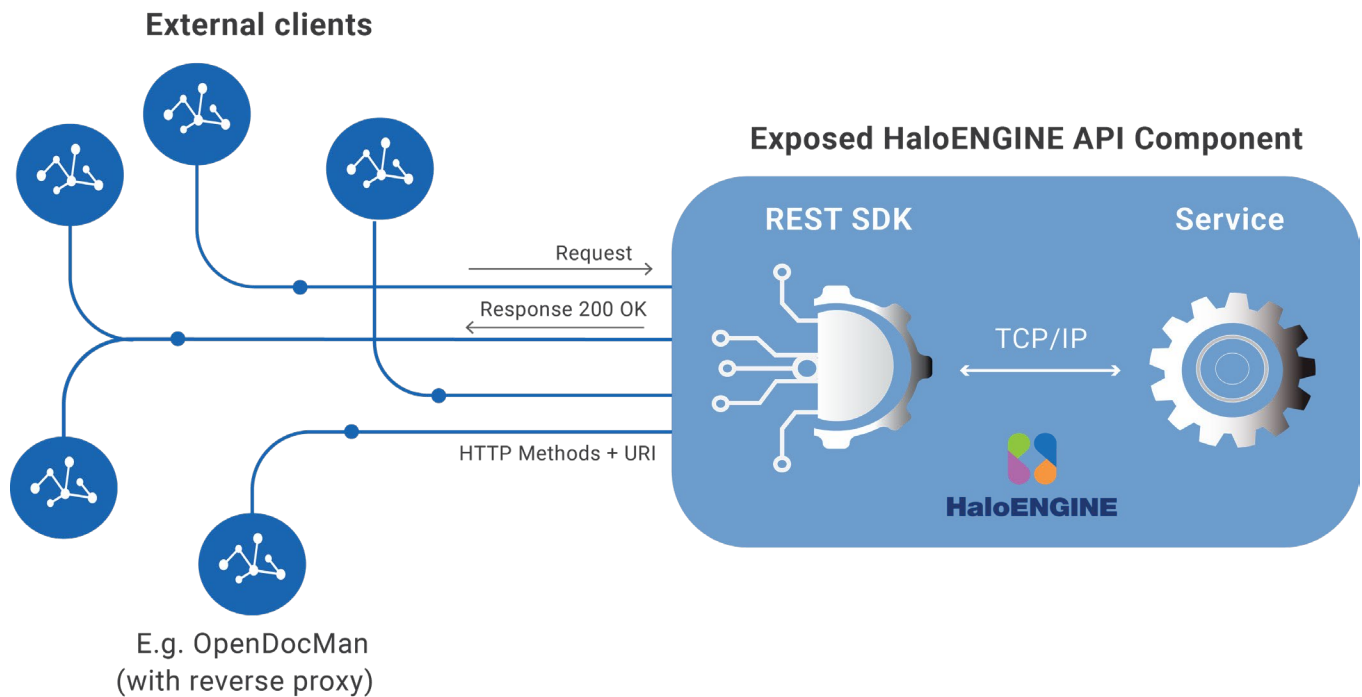 External clients
Exposed HaloENGINE API Component
REST SDK
Service
Request
Response 200 OK
TCP/IP
HTTP Methods + URI
HaloENGINE
E.g. OpenDocMan
(with reverse proxy)